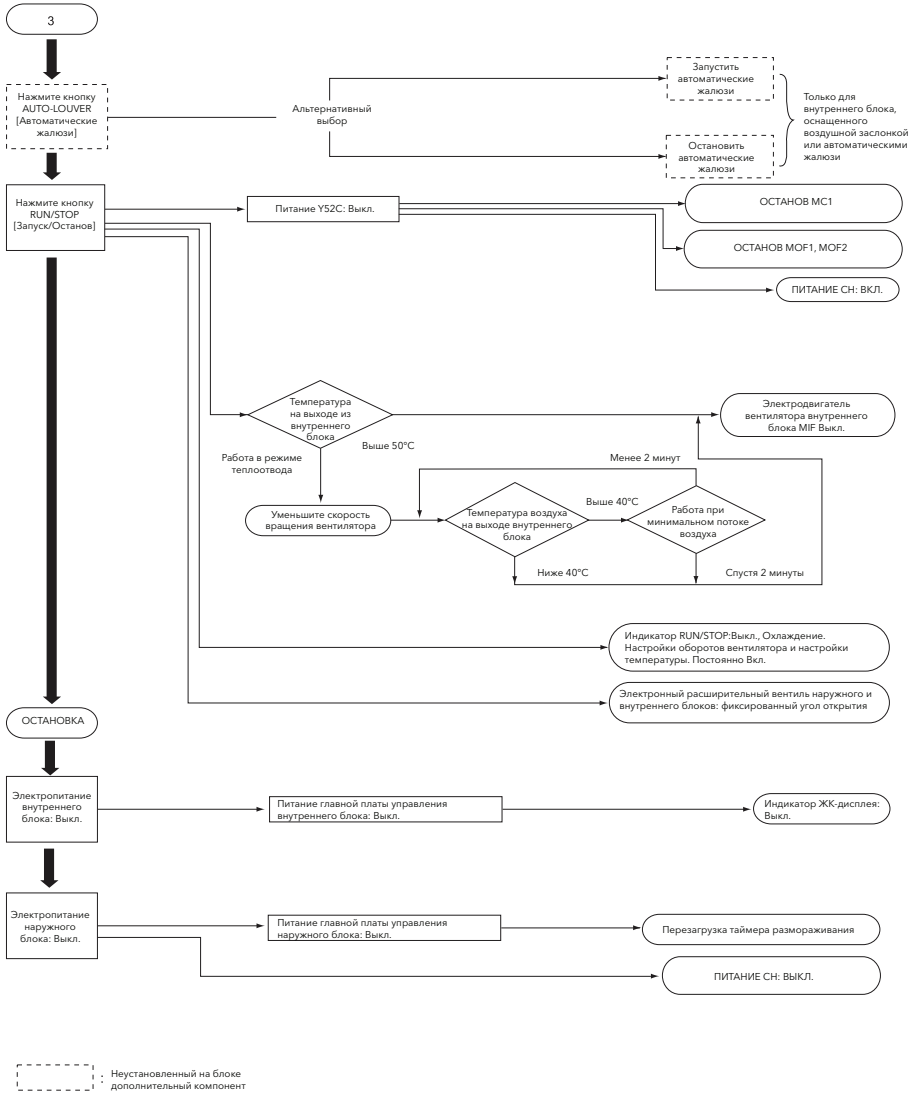 3
Нажмите кнопку
AUTO-LOUVER
[Автоматические
жалюзи]
Альтернативный
выбор
Запустить
автоматические
жалюзи
Остановить
автоматические
жалюзи
Только для
внутреннего блока,
оснащенного
воздушной заслонкой
или автоматическими
жалюзи
Нажмите кнопку
RUN/STOP
[Запуск/Останов]
Питание Y52C: Выкл.
ОСТАНОВ MC1
ОСТАНОВ MOF1, MOF2
ПИТАНИЕ CH: ВКЛ.
Температура
на выходе из
внутреннего
блока
Выше 50°C
Работа в режиме
теплоотвода
Электродвигатель
вентилятора внутреннего
блока MIF Выкл.
Менее 2 минут
Уменьшите скорость
вращения вентилятора
Температура воздуха
на выходе внутреннего
блока
Выше 40°C
Работа при
минимальном потоке
воздуха
Ниже 40°C
Спустя 2 минуты
Индикатор RUN/STOP:Выкл., Охлаждение.
Настройки оборотов вентилятора и настройки
температуры. Постоянно Вкл.
Электронный расширительный вентиль наружного и
внутреннего блоков: фиксированный угол открытия
ОСТАНОВКА
Электропитание
внутреннего
блока: Выкл.
Питание главной платы управления
внутреннего блока: Выкл.
Индикатор ЖК-дисплея:
Выкл.
Электропитание
наружного
блока: Выкл.
Питание главной платы управления
наружного блока: Выкл.
Перезагрузка таймера размораживания
ПИТАНИЕ CH: ВЫКЛ.
: Неустановленный на блоке
дополнительный компонент